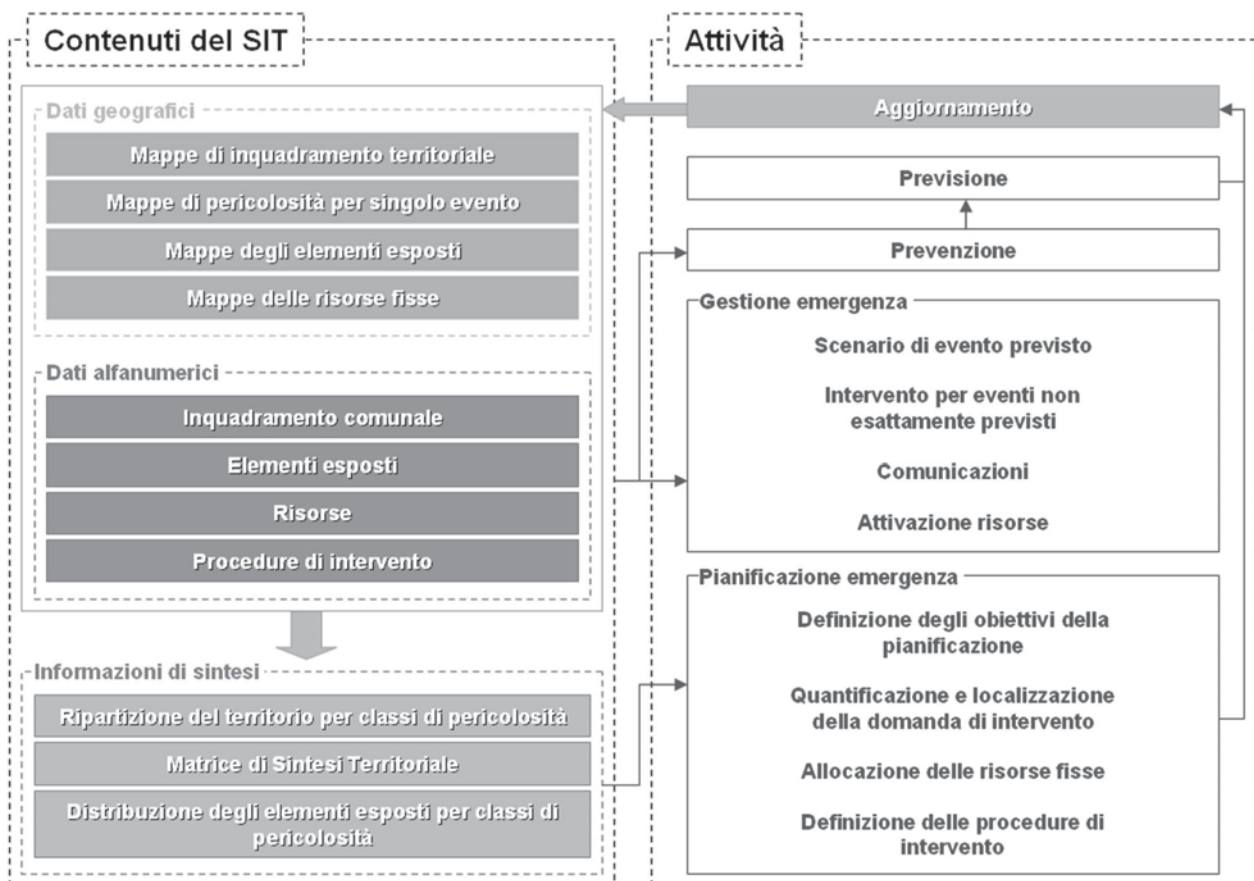 Contenuti del SIT
Dati geografici
Mappe di inquadramento territoriale
Mappe di pericolosità per singolo evento
Mappe degli elementi esposti
Mappe delle risorse fisse
Dati alfanumerici
Inquadramento comunale
Elementi esposti
Risorse
Procedure di intervento
Informazioni di sintesi
Ripartizione del territorio per classi di pericolosità
Matrice di Sintesi Territoriale
Distribuzione degli elementi esposti per classi di
pericolosità
Attività
Aggiornamento
Previsione
Prevenzione
Gestione emergenza
Scenario di evento previsto
Intervento per eventi non
esattamente previsti
Comunicazioni
Attivazione risorse
Pianificazione emergenza
Definizione degli obiettivi della
pianificazione
Quantificazione e localizzazione
della domanda di intervento
Allocazione delle risorse fisse
Definizione delle procedure di
intervento